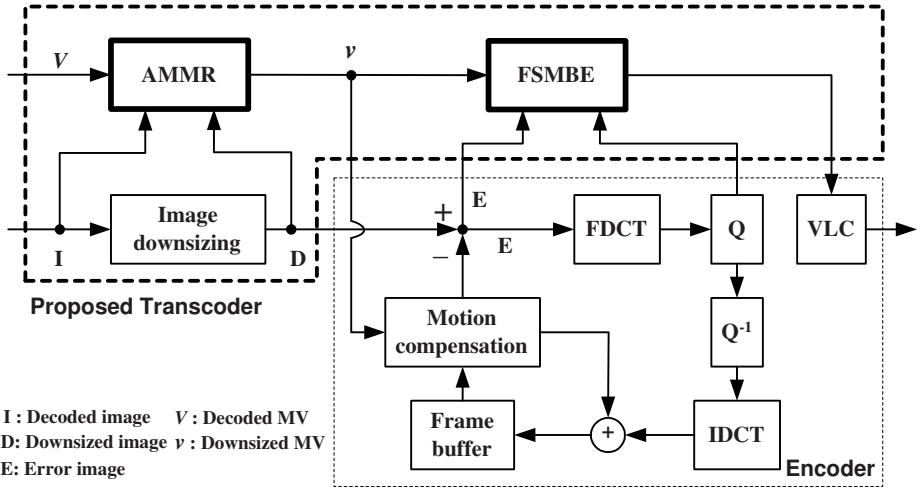 V
AMMR
v
FSMBE
E
Image
downsizing
I
D
+
−
E
FDCT
Q
VLC
Proposed Transcoder
Motion
compensation
Q-1
Frame
buffer
+
IDCT
Encoder
I : Decoded image V : Decoded MV
D: Downsized image v : Downsized MV
E: Error image